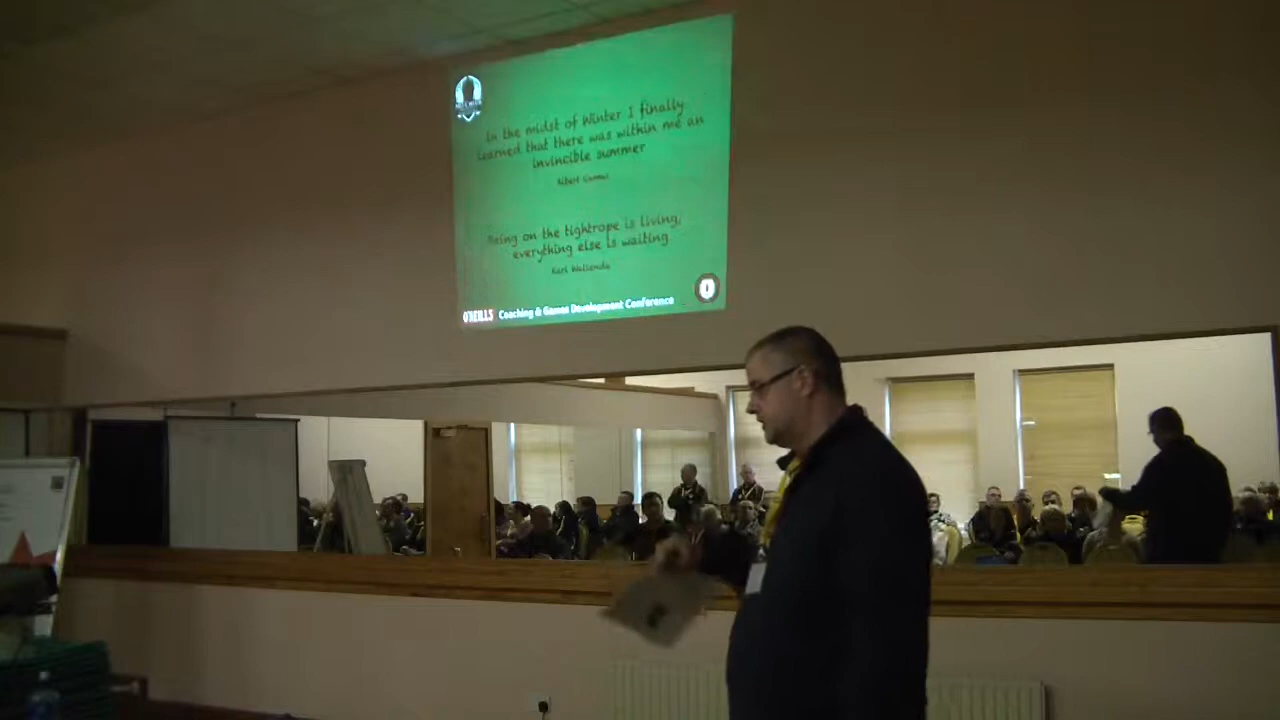 In the midst of Winter I finally
learned that there was within me an
invincible summer
Albert Camus
Being on the tightrope is living,
everything else is waiting
Karl Wallenda
O'NEILLS Coaching & Games Development Conference